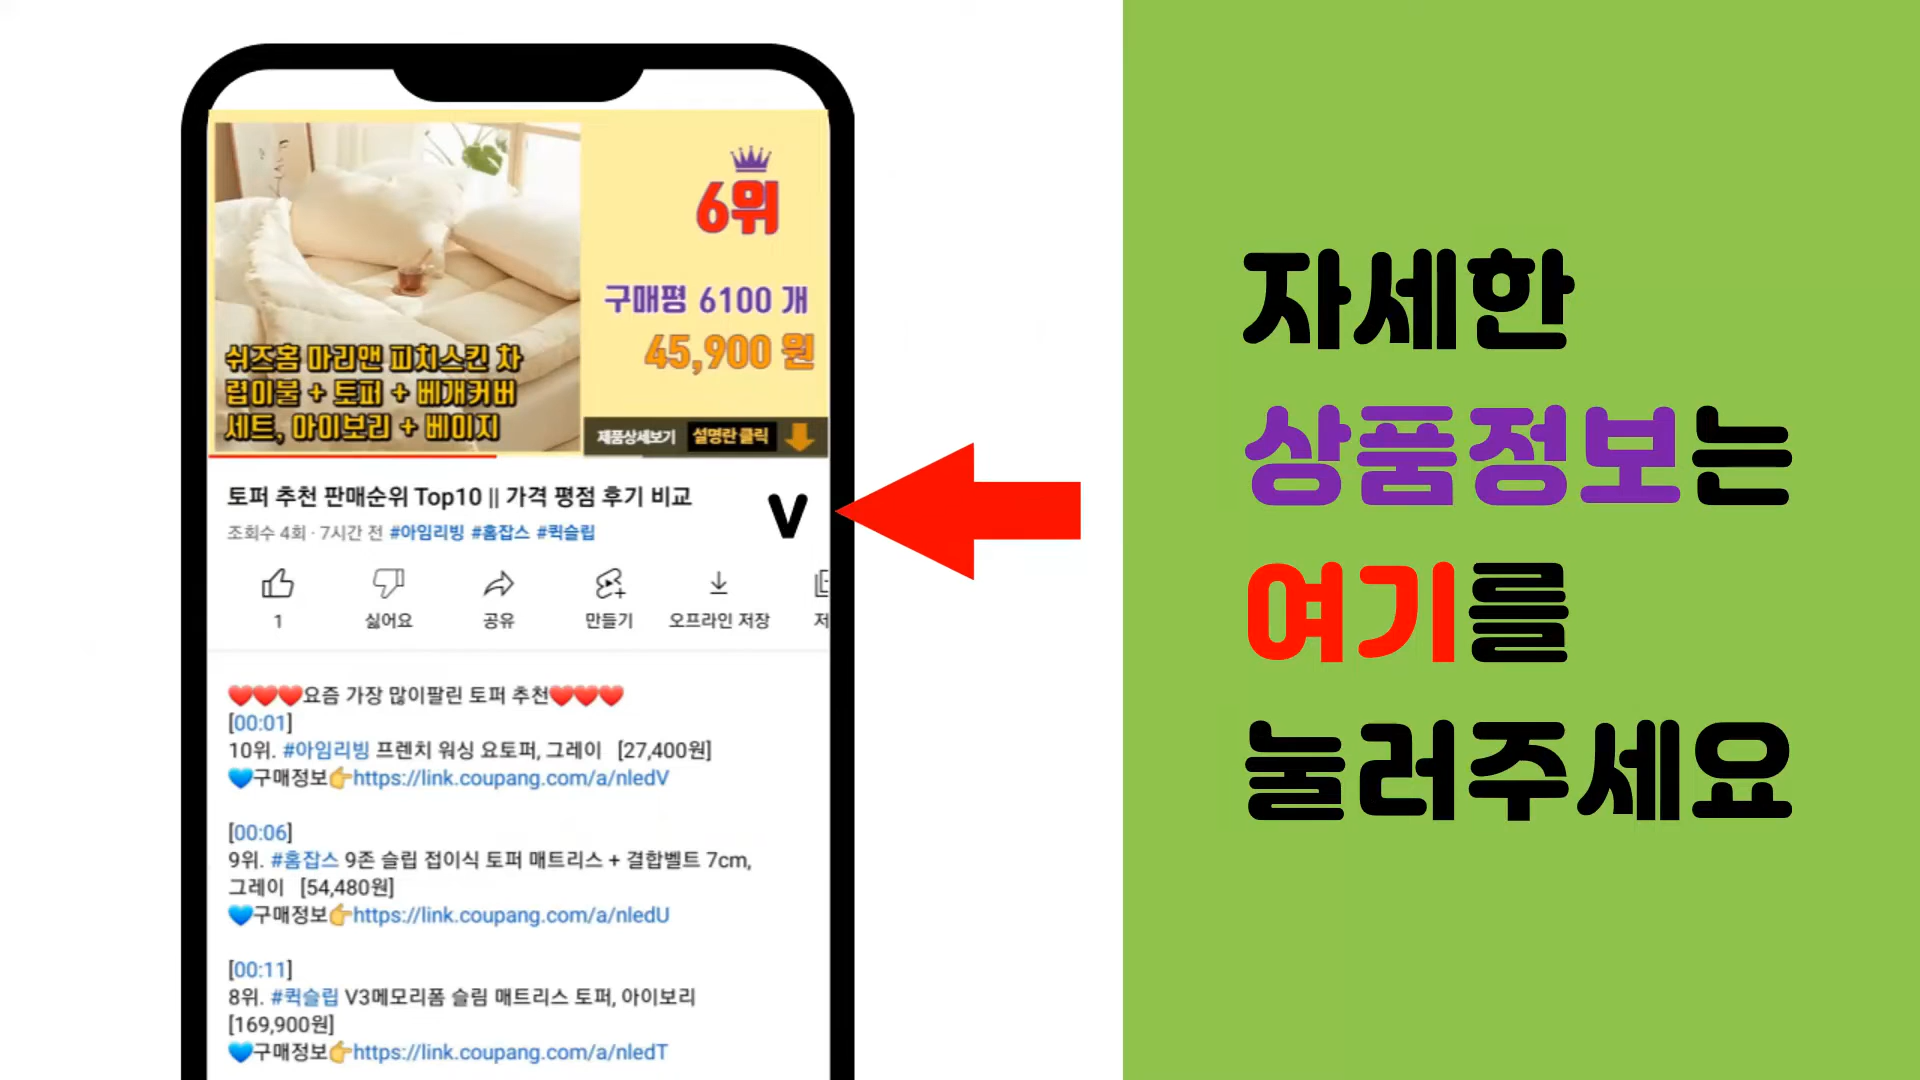 6위
구매평 6100 개
45,900 원
쉬즈홈 마리앤 피치스킨 차
렵이불 + 토퍼 + 베개커버
세트, 아이보리 + 베이지
제품상세보기 설명란 클릭
토퍼 추천 판매순위 Top10 || 가격 평점 후기 비교
V
조회수 4회 · 7시간 전 #아임리빙 #홈잡스 #퀵슬립
1 싫어요 공유 만들기 오프라인 저장 저
❤️❤️❤️요즘 가장 많이팔린 토퍼 추천❤️❤️❤️
[00:01]
10위. #아임리빙 프렌치 워싱 요토퍼, 그레이 [27,400원]
💙구매정보👉https://link.coupang.com/a/nledV
[00:06]
9위. #홈잡스 9존 슬립 접이식 토퍼 매트리스 + 결합벨트 7cm,
그레이 [54,480원]
💙구매정보👉https://link.coupang.com/a/nledU
[00:11]
8위. #퀵슬립 V3메모리폼 슬림 매트리스 토퍼, 아이보리
[169,900원]
💙구매정보👉https://link.coupang.com/a/nledT
자세한
상품정보는
여기를
눌러주세요